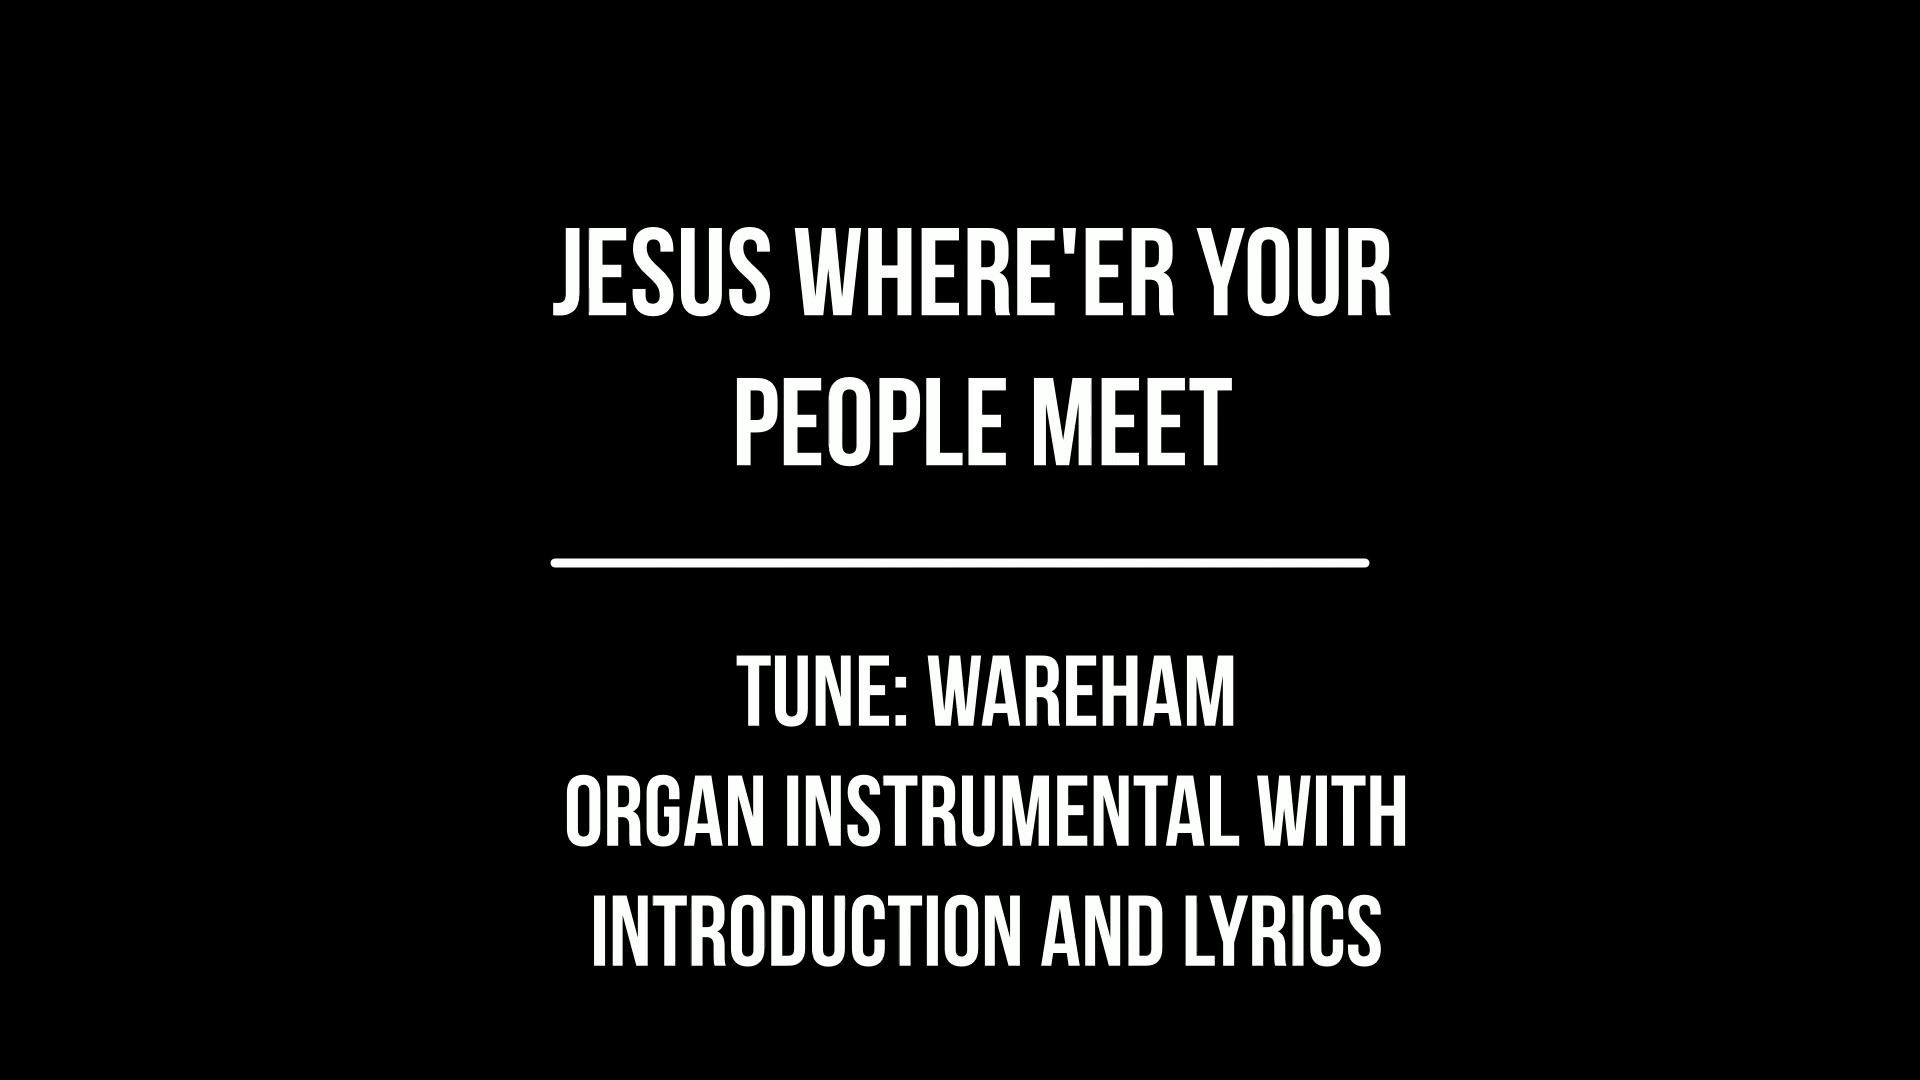 JESUS WHERE'ER YOUR
PEOPLE MEET
TUNE: WAREHAM
ORGAN INSTRUMENTAL WITH
INTRODUCTION AND LYRICS